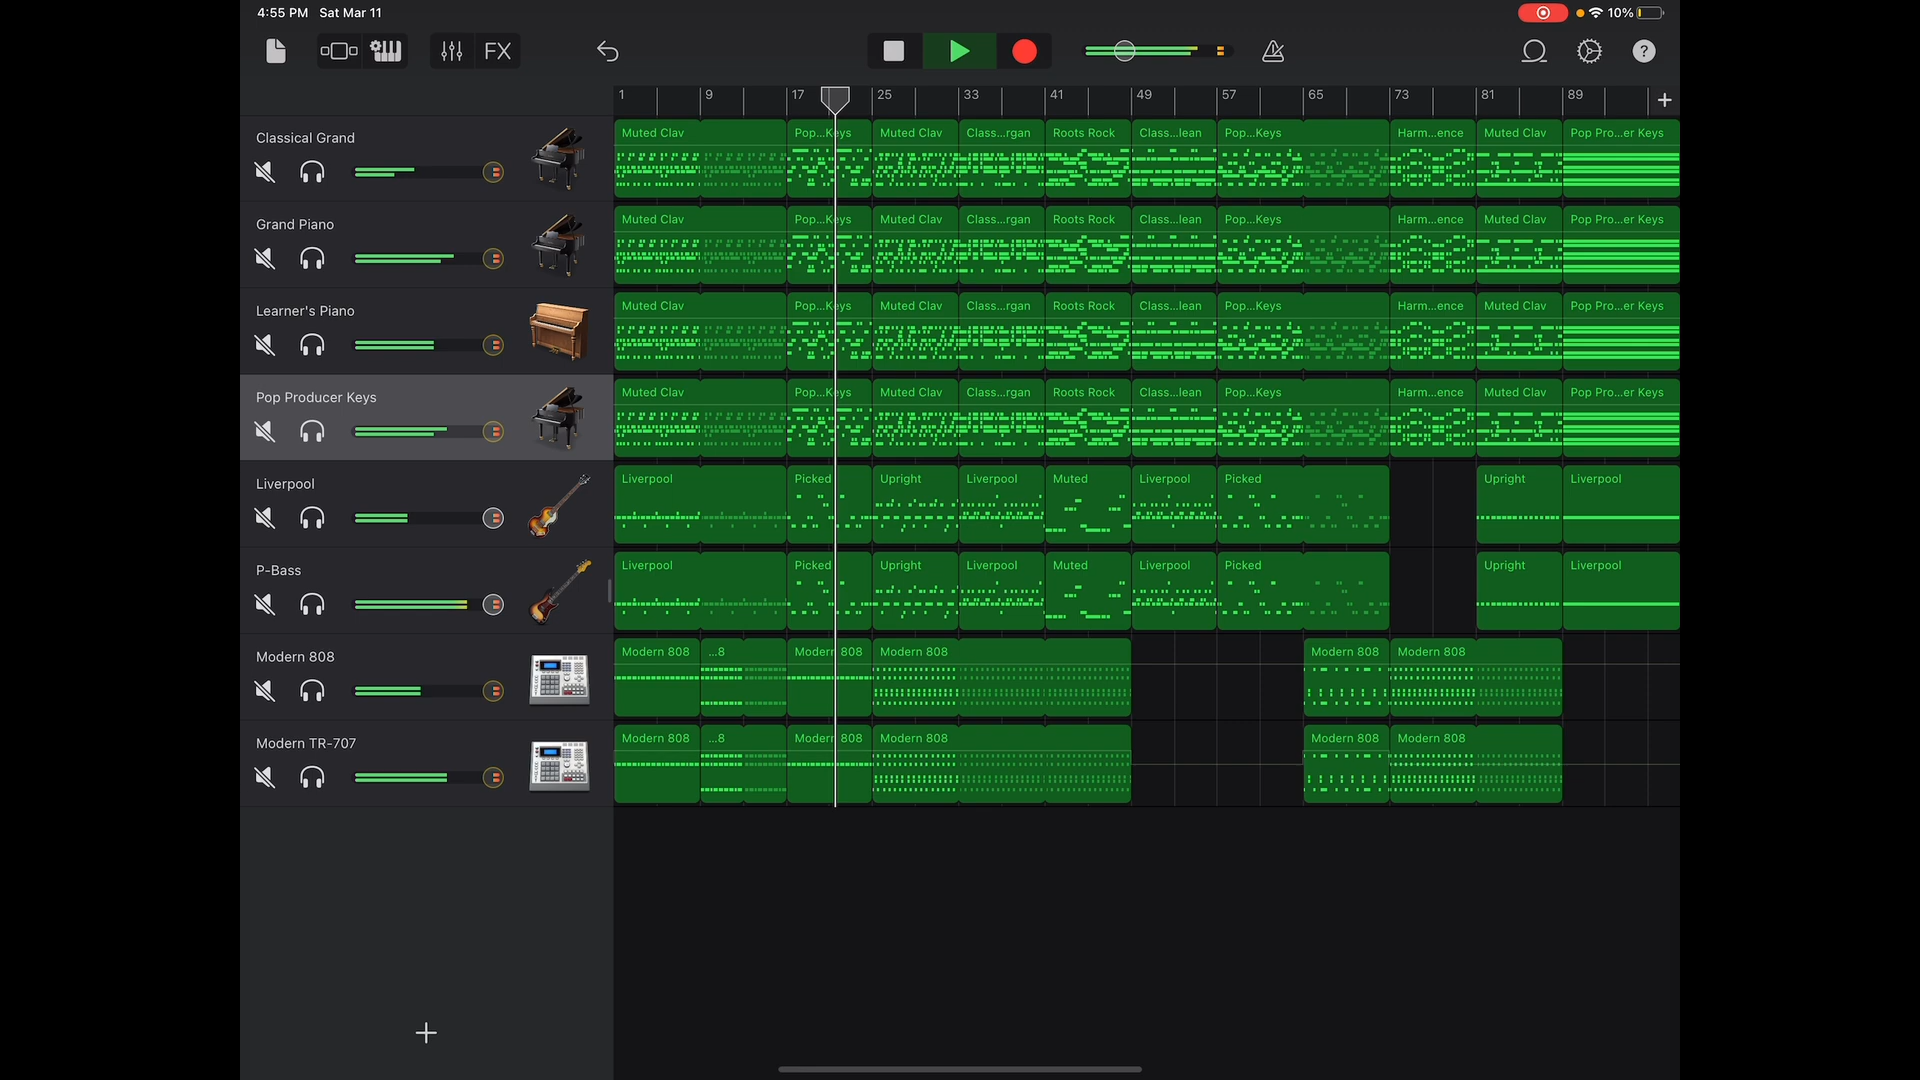 4:55 PM Sat Mar 11 10%
FX ?
1 9 17 25 33 41 49 57 65 73 81 89
Classical Grand
Muted Clav Pop...Keys Muted Clav Class...rgan Roots Rock Class...lean Pop...Keys Harm...ence Muted Clav Pop Pro...er Keys
Grand Piano
Muted Clav Pop...Keys Muted Clav Class...rgan Roots Rock Class...lean Pop...Keys Harm...ence Muted Clav Pop Pro...er Keys
Learner's Piano
Muted Clav Pop...Keys Muted Clav Class...rgan Roots Rock Class...lean Pop...Keys Harm...ence Muted Clav Pop Pro...er Keys
Pop Producer Keys
Muted Clav Pop...Keys Muted Clav Class...rgan Roots Rock Class...lean Pop...Keys Harm...ence Muted Clav Pop Pro...er Keys
Liverpool
Liverpool Picked Upright Liverpool Muted Liverpool Picked Upright Liverpool
P-Bass
Liverpool Picked Upright Liverpool Muted Liverpool Picked Upright Liverpool
Modern 808
Modern 808 ...8 Modern 808 Modern 808 Modern 808 Modern 808
Modern TR-707
Modern 808 ...8 Modern 808 Modern 808 Modern 808 Modern 808